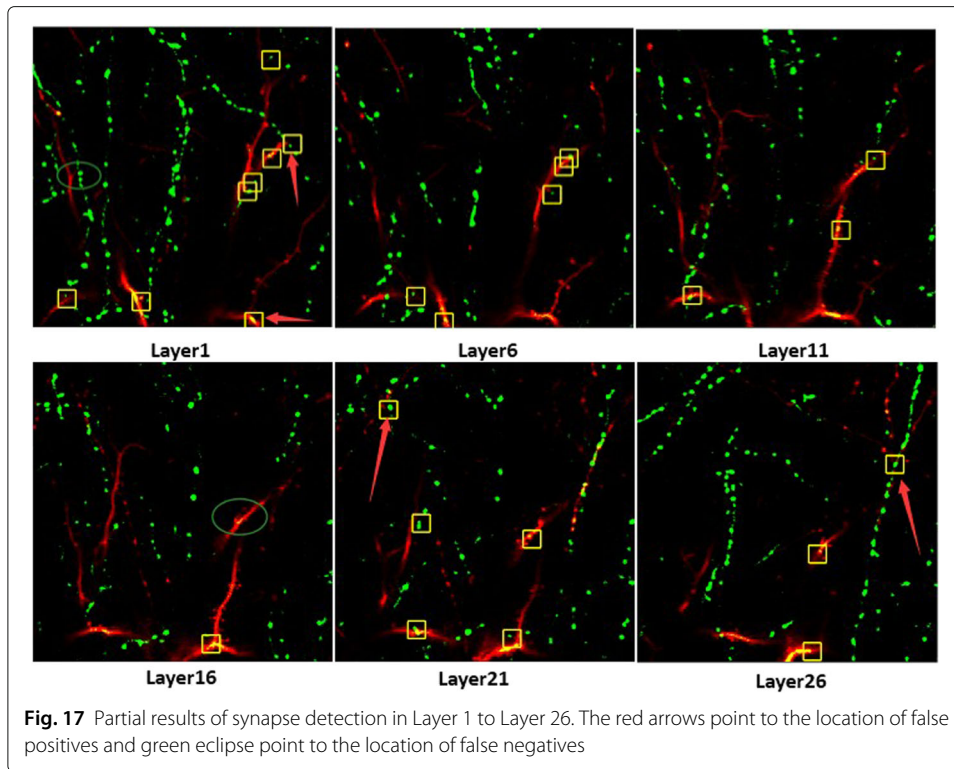 Layer1
Layer6
Layer11
Layer16
Layer21
Layer26
Fig. 17 Partial results of synapse detection in Layer 1 to Layer 26. The red arrows point to the location of false
positives and green eclipse point to the location of false negatives